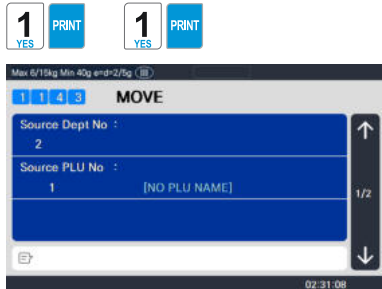 1 YES PRINT 1 YES PRINT
Max 6/15kg Min 40g e=d=2/5g (III)
1 1 4 3 MOVE
Source Dept No :
2
Source PLU No :
1 [NO PLU NAME]
1/2
02:31:08